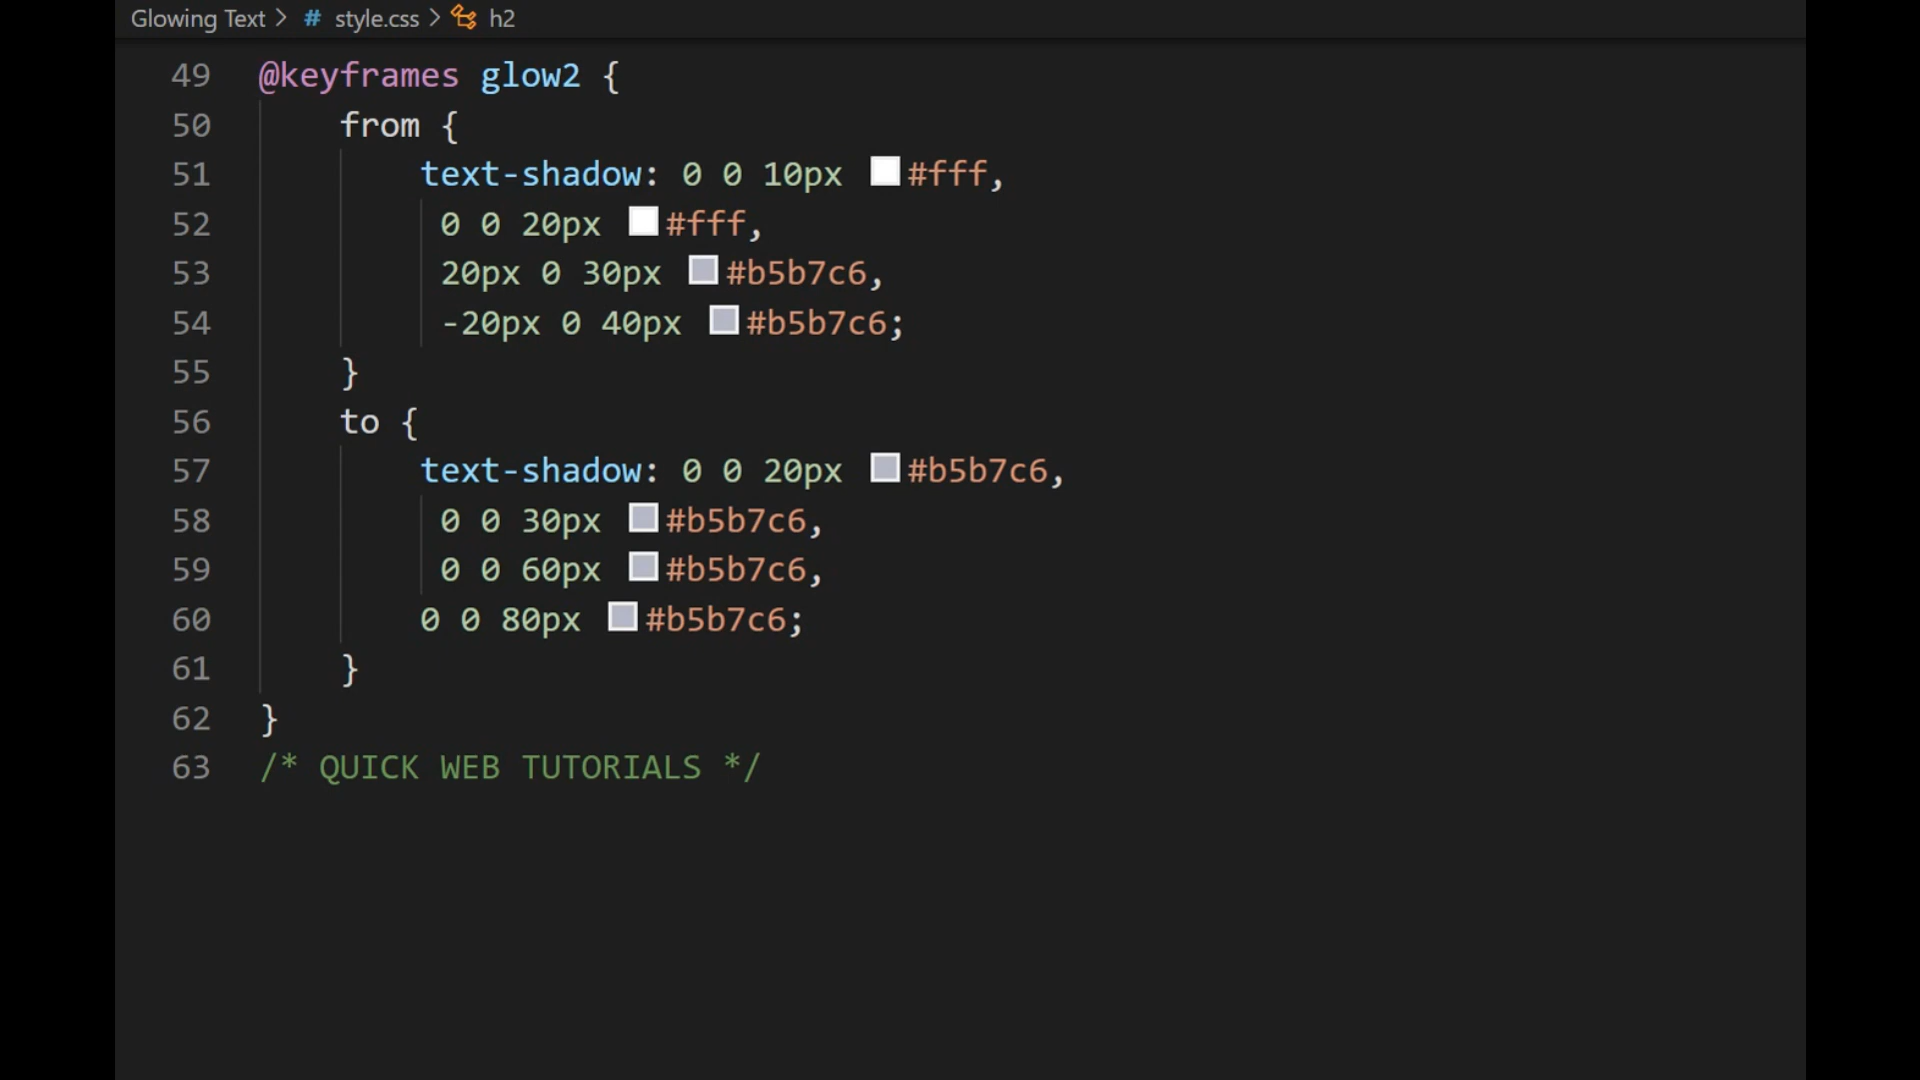 Glowing Text > # style.css > h2
49 @keyframes glow2 {
50 from {
51 text-shadow: 0 0 10px #fff,
52 0 0 20px #fff,
53 20px 0 30px #b5b7c6,
54 -20px 0 40px #b5b7c6;
55 }
56 to {
57 text-shadow: 0 0 20px #b5b7c6,
58 0 0 30px #b5b7c6,
59 0 0 60px #b5b7c6,
60 0 0 80px #b5b7c6;
61 }
62 }
63 /* QUICK WEB TUTORIALS */